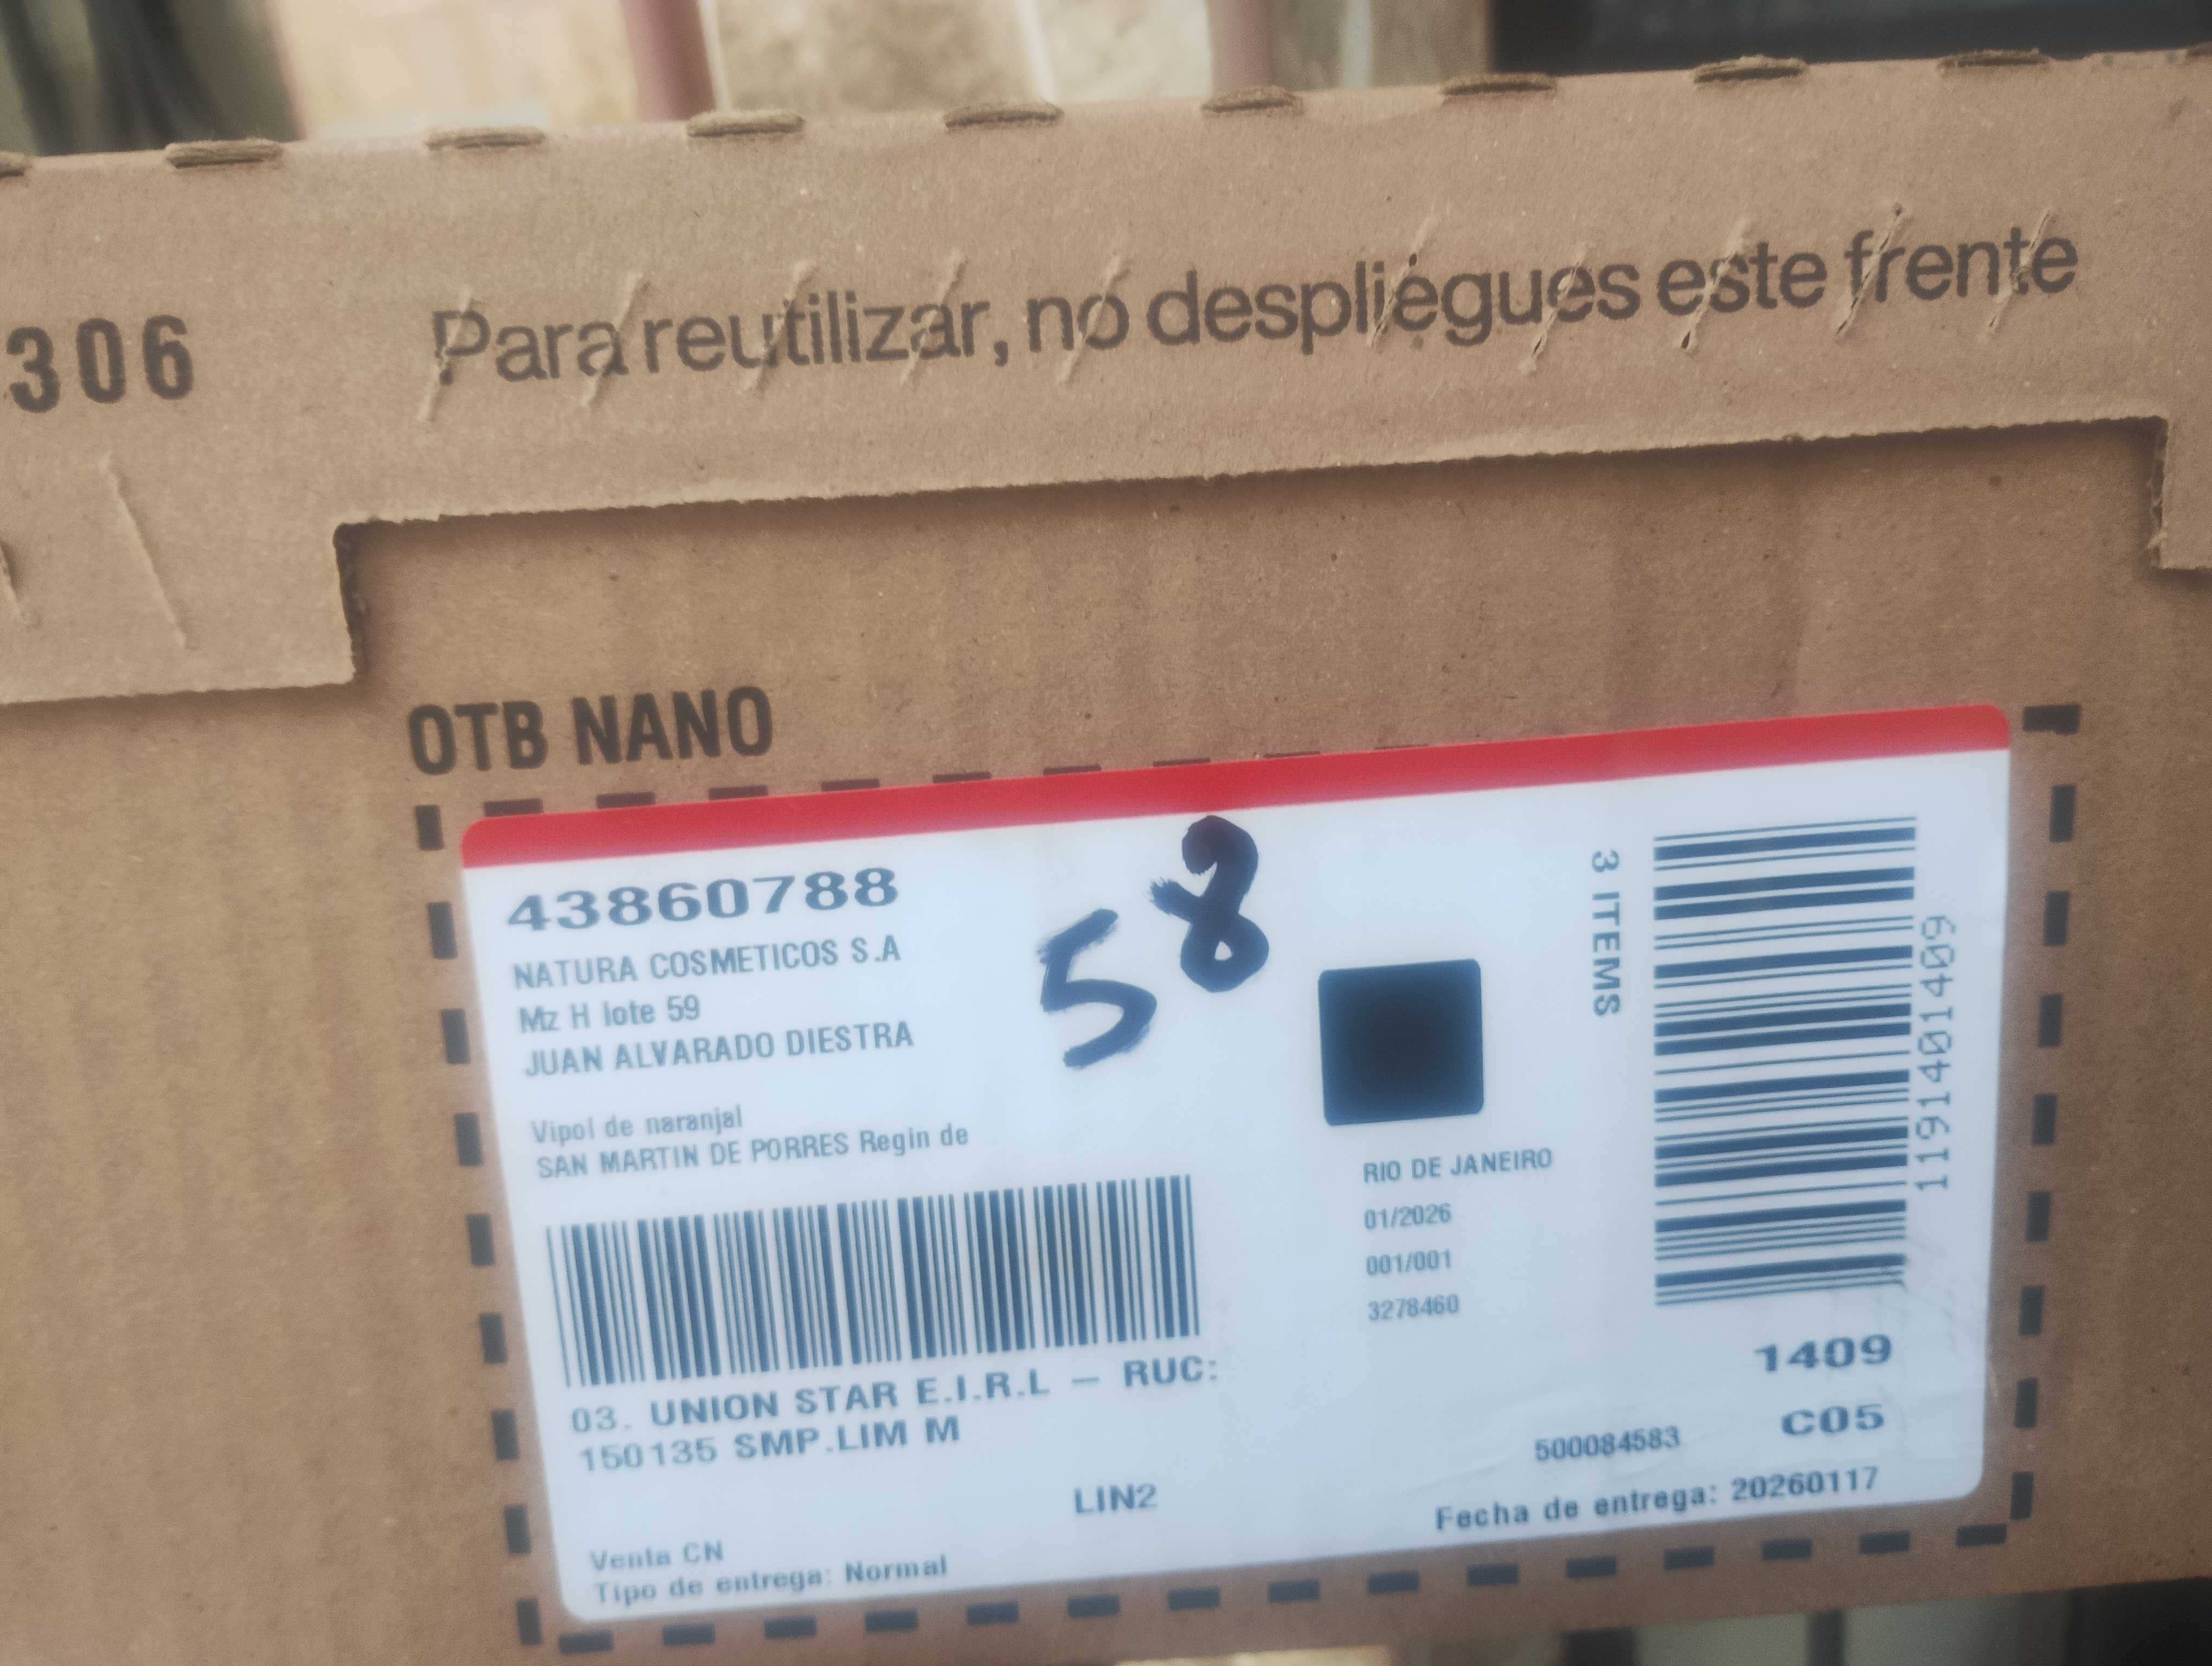 306
Para reutilizar, no despliegues este frente
OTB NANO
43860788
NATURA COSMETICOS S.A
Mz H lote 59
JUAN ALVARADO DIESTRA
Vipol de naranjal
SAN MARTIN DE PORRES Regin de
58
3 ITEMS
1191401409
RIO DE JANEIRO
01/2026
001/001
3278460
03. UNION STAR E.I.R.L – RUC:
150135 SMP.LIM M
1409
C05
500084583
LIN2
Fecha de entrega: 20260117
Venta CN
Tipo de entrega: Normal